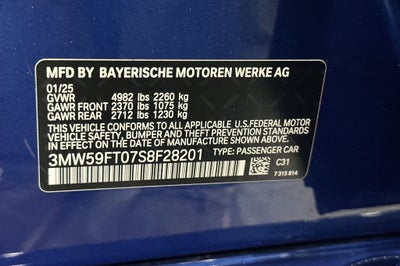 MFD BY BAYERISCHE MOTOREN WERKE AG
01/25
GVWR 4982 lbs 2260 kg
GAWR FRONT 2370 lbs 1075 kg
GAWR REAR 2712 lbs 1230 kg
THIS VEHICLE CONFORMS TO ALL APPLICABLE U.S.FEDERAL MOTOR
VEHICLE SAFETY, BUMPER, AND THEFT PREVENTION STANDARDS
IN EFFECT ON THE DATE OF MANUFACTURE SHOWN ABOVE.
3MW59FT07S8F28201 TYPE: PASSENGER CAR
C31
7 315 614